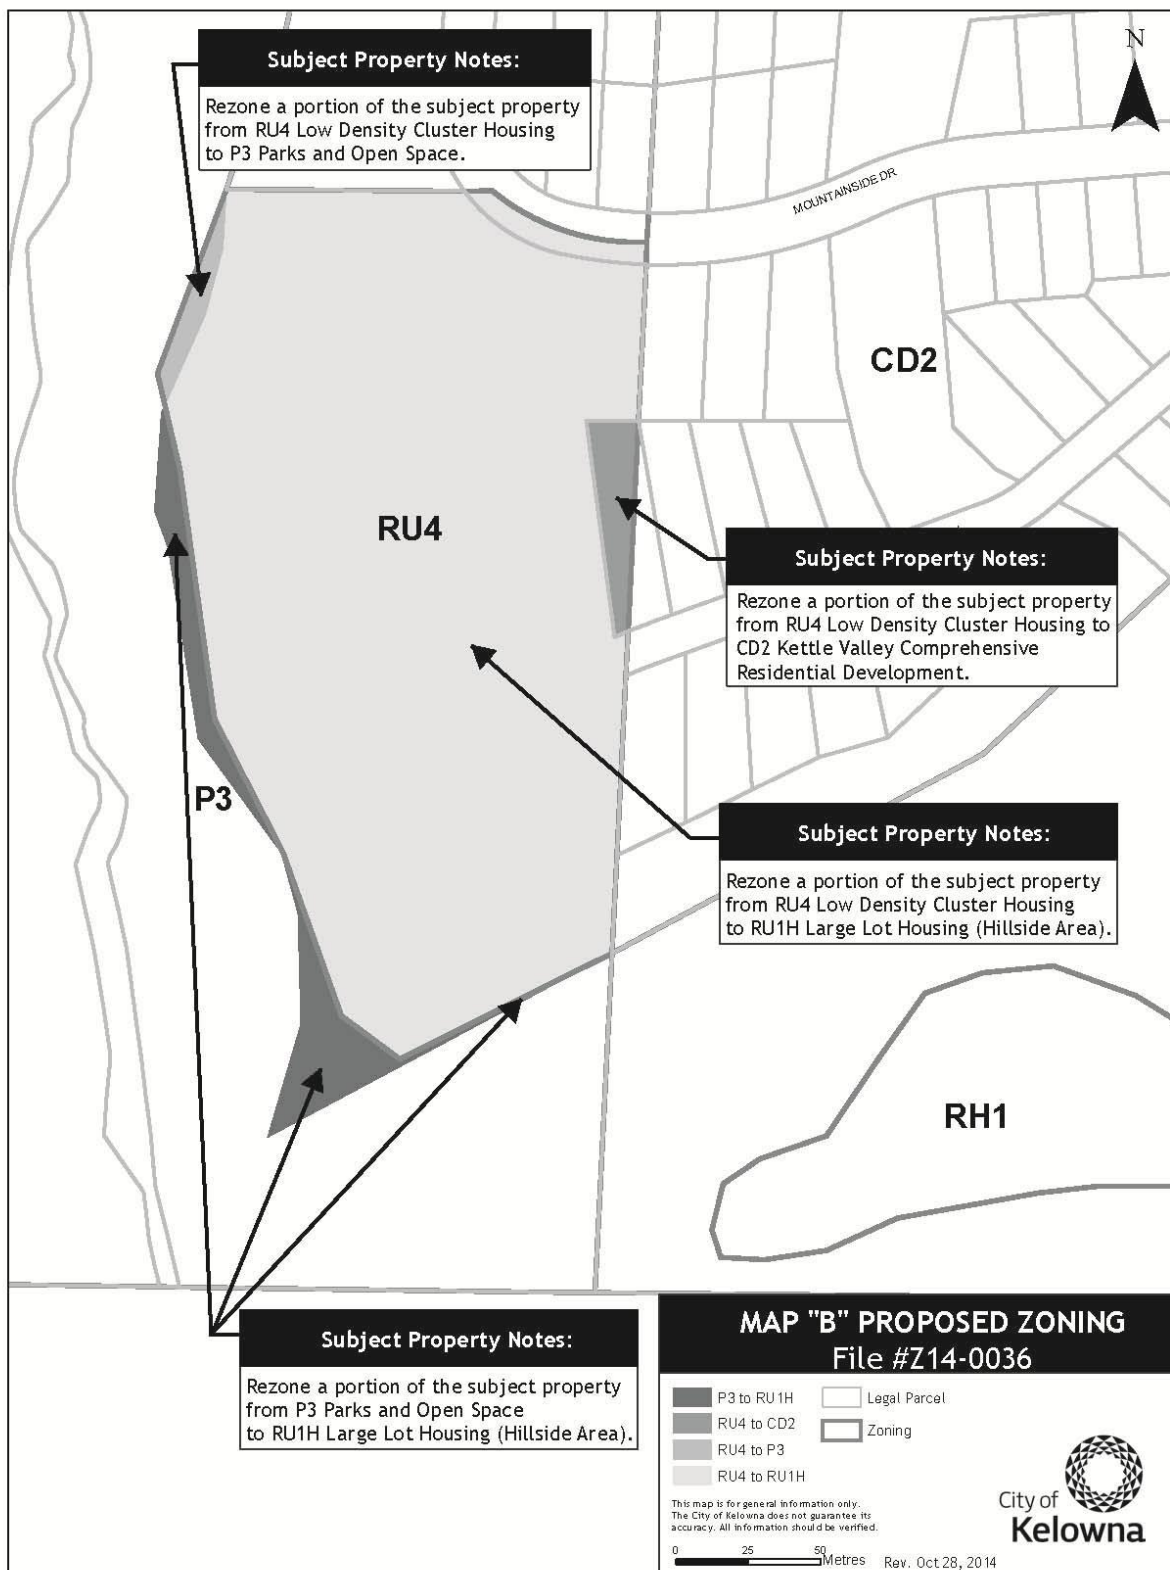 Subject Property Notes:
Rezone a portion of the subject property
from RU4 Low Density Cluster Housing
to P3 Parks and Open Space.
N
MOUNTAINSIDE DR
CD2
RU4
Subject Property Notes:
Rezone a portion of the subject property
from RU4 Low Density Cluster Housing to
CD2 Kettle Valley Comprehensive
Residential Development.
P3
Subject Property Notes:
Rezone a portion of the subject property
from RU4 Low Density Cluster Housing
to RU1H Large Lot Housing (Hillside Area).
RH1
Subject Property Notes:
Rezone a portion of the subject property
from P3 Parks and Open Space
to RU1H Large Lot Housing (Hillside Area).
MAP "B" PROPOSED ZONING
File #Z14-0036
P3 to RU1H
RU4 to CD2
RU4 to P3
RU4 to RU1H
Legal Parcel
Zoning
This map is for general information only.
The City of Kelowna does not guarantee its
accuracy. All information should be verified.
0 25 50
Metres
Rev. Oct 28, 2014
City of
Kelowna